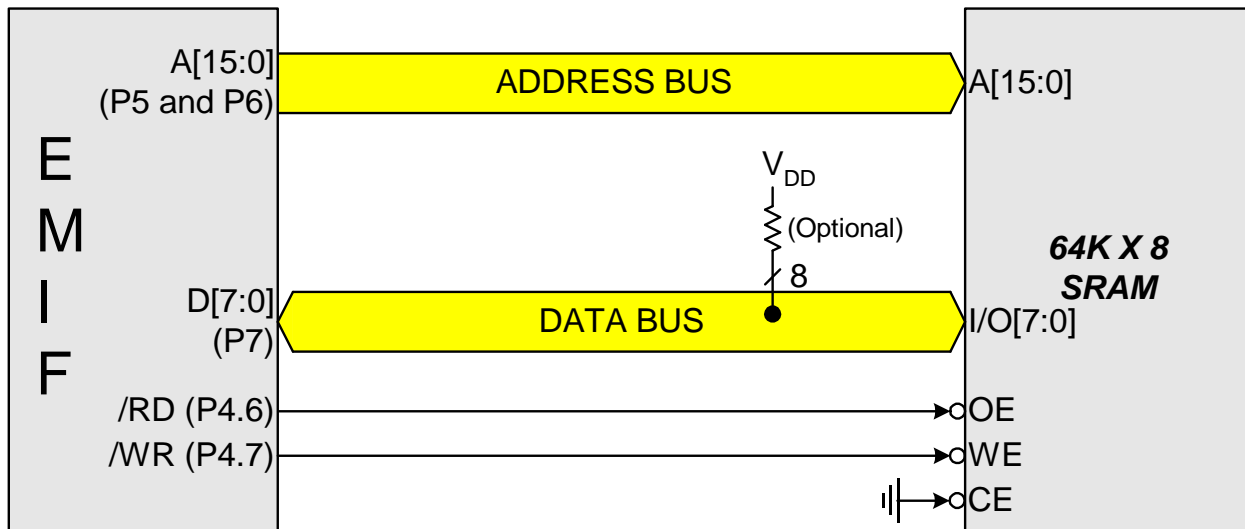 A[15:0]
(P5 and P6)
ADDRESS BUS
A[15:0]
E
M
I
F
V_DD
(Optional)
8
64K X 8
SRAM
D[7:0]
(P7)
DATA BUS
I/O[7:0]
/RD (P4.6)
OE
/WR (P4.7)
WE
CE